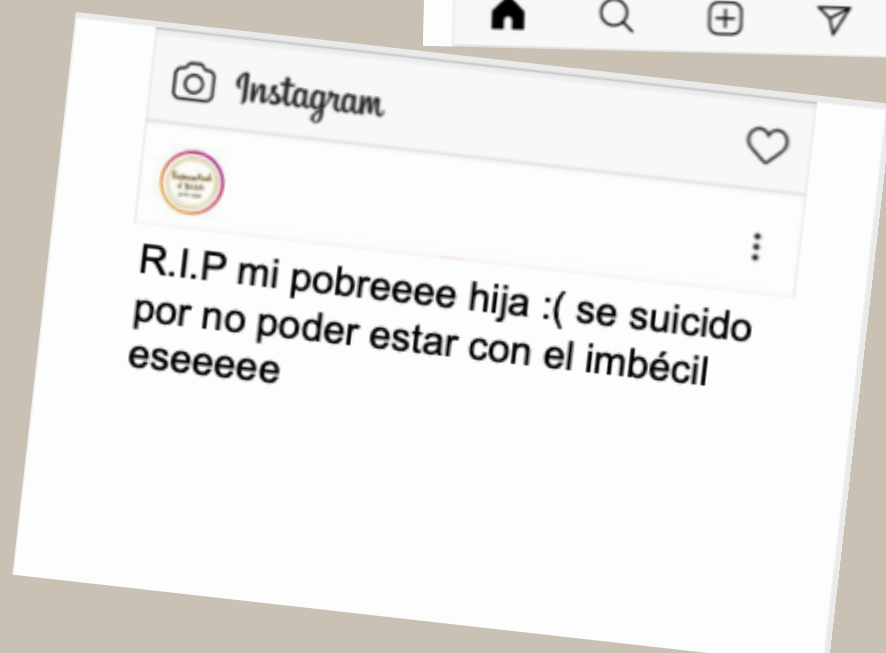 Instagram
R.I.P mi pobreeee hija :( se suicido
por no poder estar con el imbécil
eseeeee